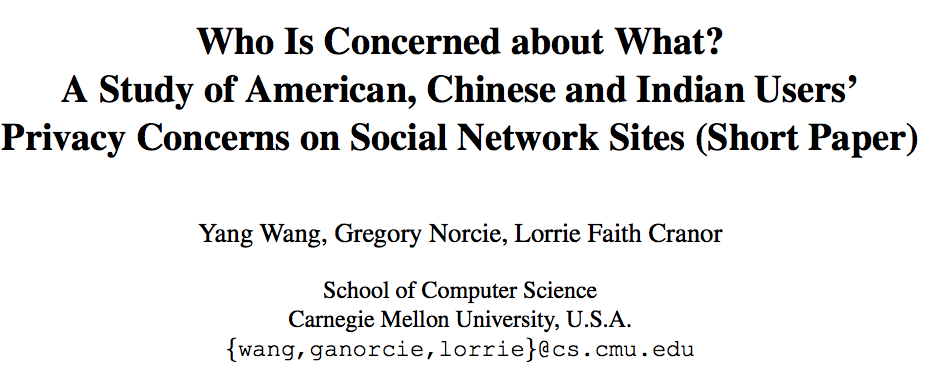 Who Is Concerned about What?
A Study of American, Chinese and Indian Users’
Privacy Concerns on Social Network Sites (Short Paper)
Yang Wang, Gregory Norcie, Lorrie Faith Cranor
School of Computer Science
Carnegie Mellon University, U.S.A.
{wang,ganorcie,lorrie}@cs.cmu.edu